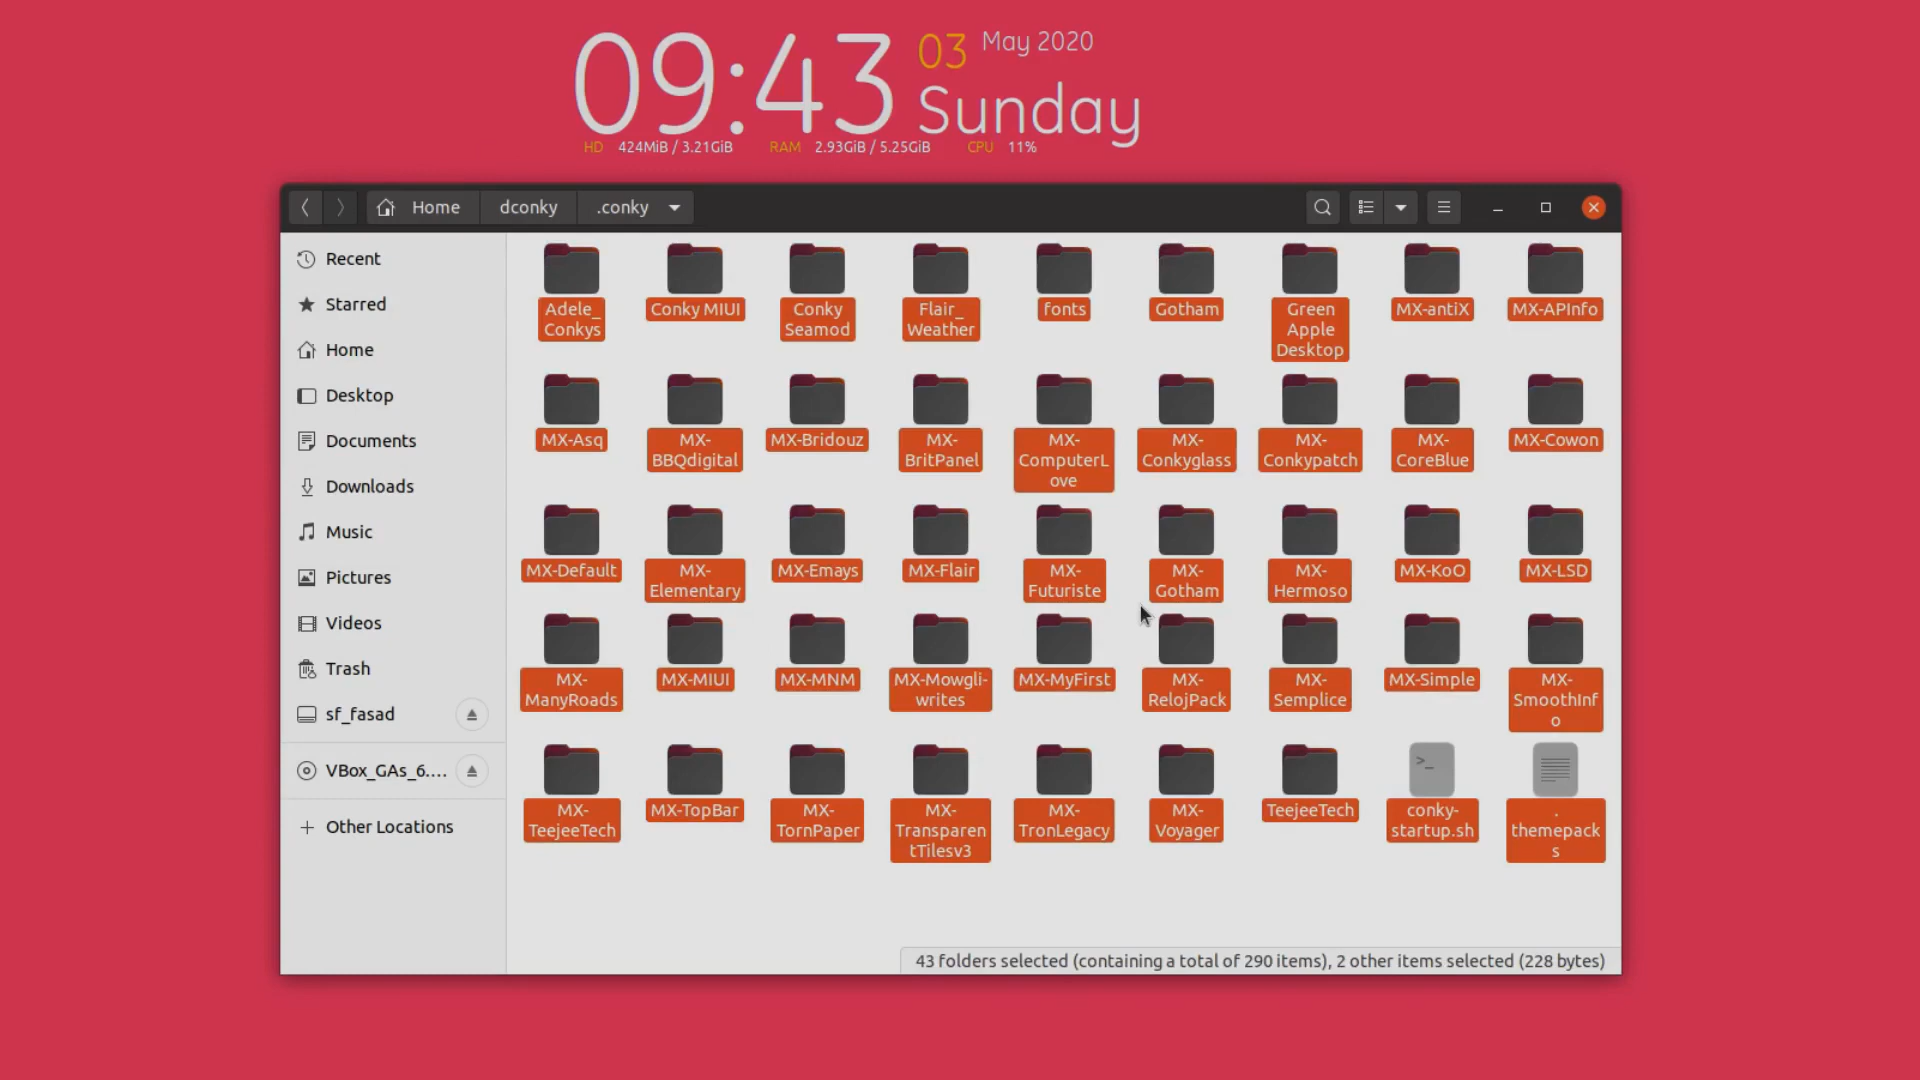 09:43
03
May 2020
Sunday
HD 424MiB / 3.21GiB RAM 2.93GiB / 5.25GiB CPU 11%
Home
dconky
.conky
Recent
Starred
Home
Desktop
Documents
Downloads
Music
Pictures
Videos
Trash
sf_fasad
VBox_GAs_6....
Other Locations
Adele_
Conkys
Conky MIUI
Conky
Seamod
Flair_
Weather
fonts
Gotham
Green
Apple
Desktop
MX-antiX
MX-APInfo
MX-Asq
MX-
BBQdigital
MX-Bridouz
MX-
BritPanel
MX-
ComputerL
ove
MX-
Conkyglass
MX-
Conkypatch
MX-
CoreBlue
MX-Cowon
MX-Default
MX-
Elementary
MX-Emays
MX-Flair
MX-
Futuriste
MX-
Gotham
MX-
Hermoso
MX-KoO
MX-LSD
MX-
ManyRoads
MX-MIUI
MX-MNM
MX-Mowgli-
writes
MX-MyFirst
MX-
RelojPack
MX-
Semplice
MX-Simple
MX-
SmoothInf
o
MX-
TeejeeTech
MX-TopBar
MX-
TornPaper
MX-
Transparen
tTilesv3
MX-
TronLegacy
MX-
Voyager
TeejeeTech
>_
conky-
startup.sh
.
themepack
s
43 folders selected (containing a total of 290 items), 2 other items selected (228 bytes)